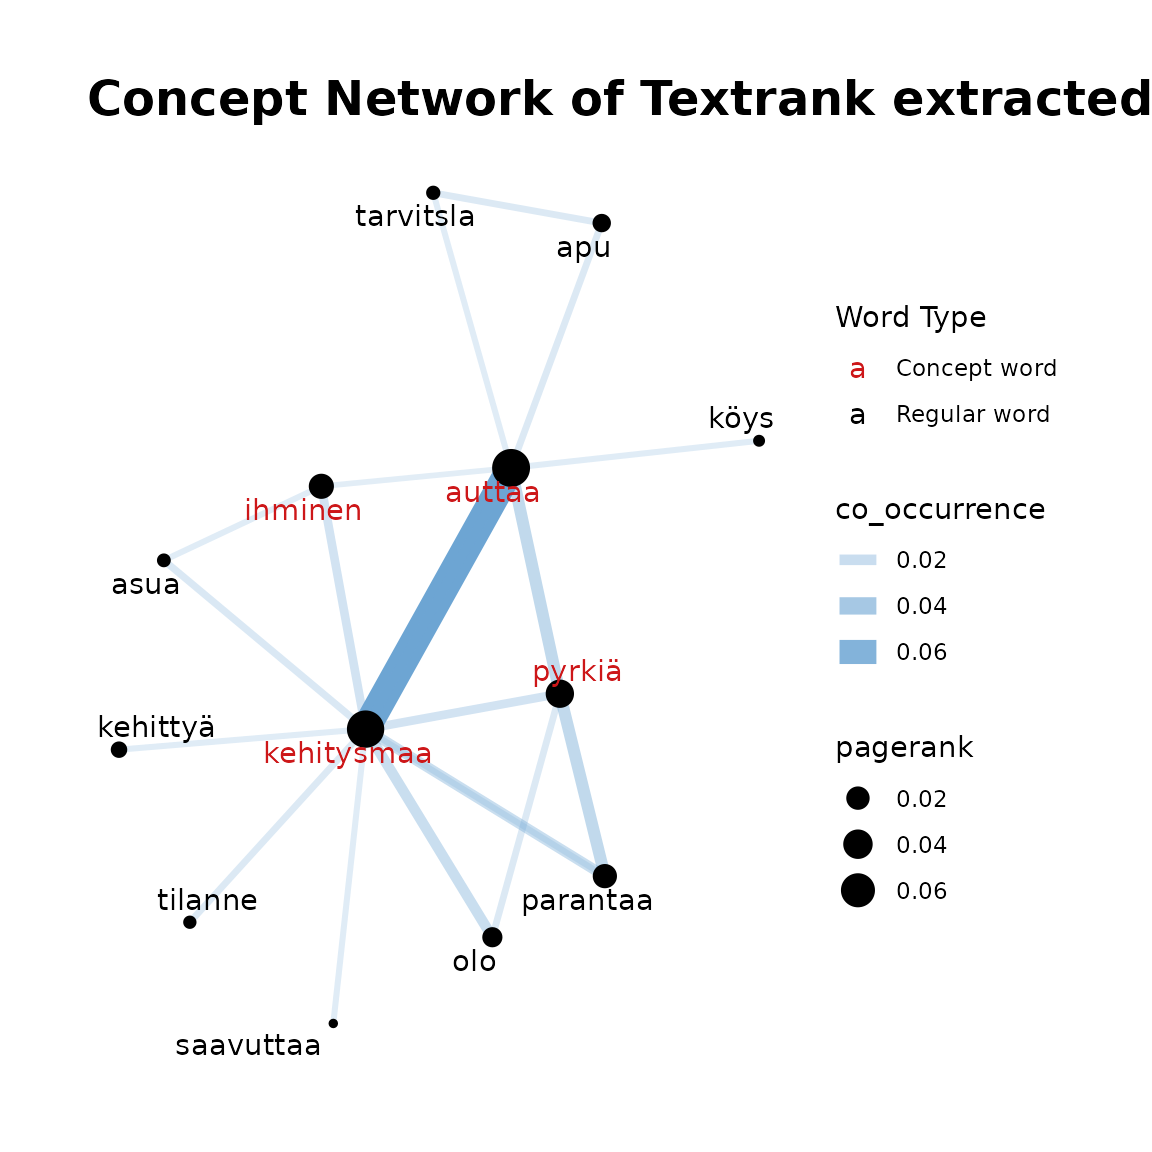 Concept Network of Textrank extracted
tarvitsla
apu
köys
auttaa
ihminen
asua
pyrkiä
kehittyä
kehitysmaa
tilanne
parantaa
olo
saavuttaa
Word Type
a Concept word
a Regular word
co_occurrence
0.02
0.04
0.06
pagerank
0.02
0.04
0.06